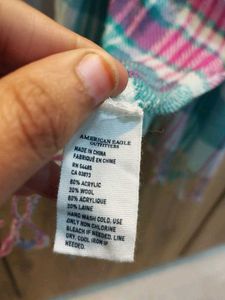 AMERICAN EAGLE
OUTFITTERS
MADE IN CHINA
FABRIQUÉ EN CHINE
RN 54485
CA 03873
80% ACRYLIC
20% WOOL
80% ACRYLIQUE
20% LAINE
HAND WASH COLD. USE
ONLY NON CHLORINE
BLEACH IF NEEDED. LINE
DRY. COOL IRON IF
NEEDED.